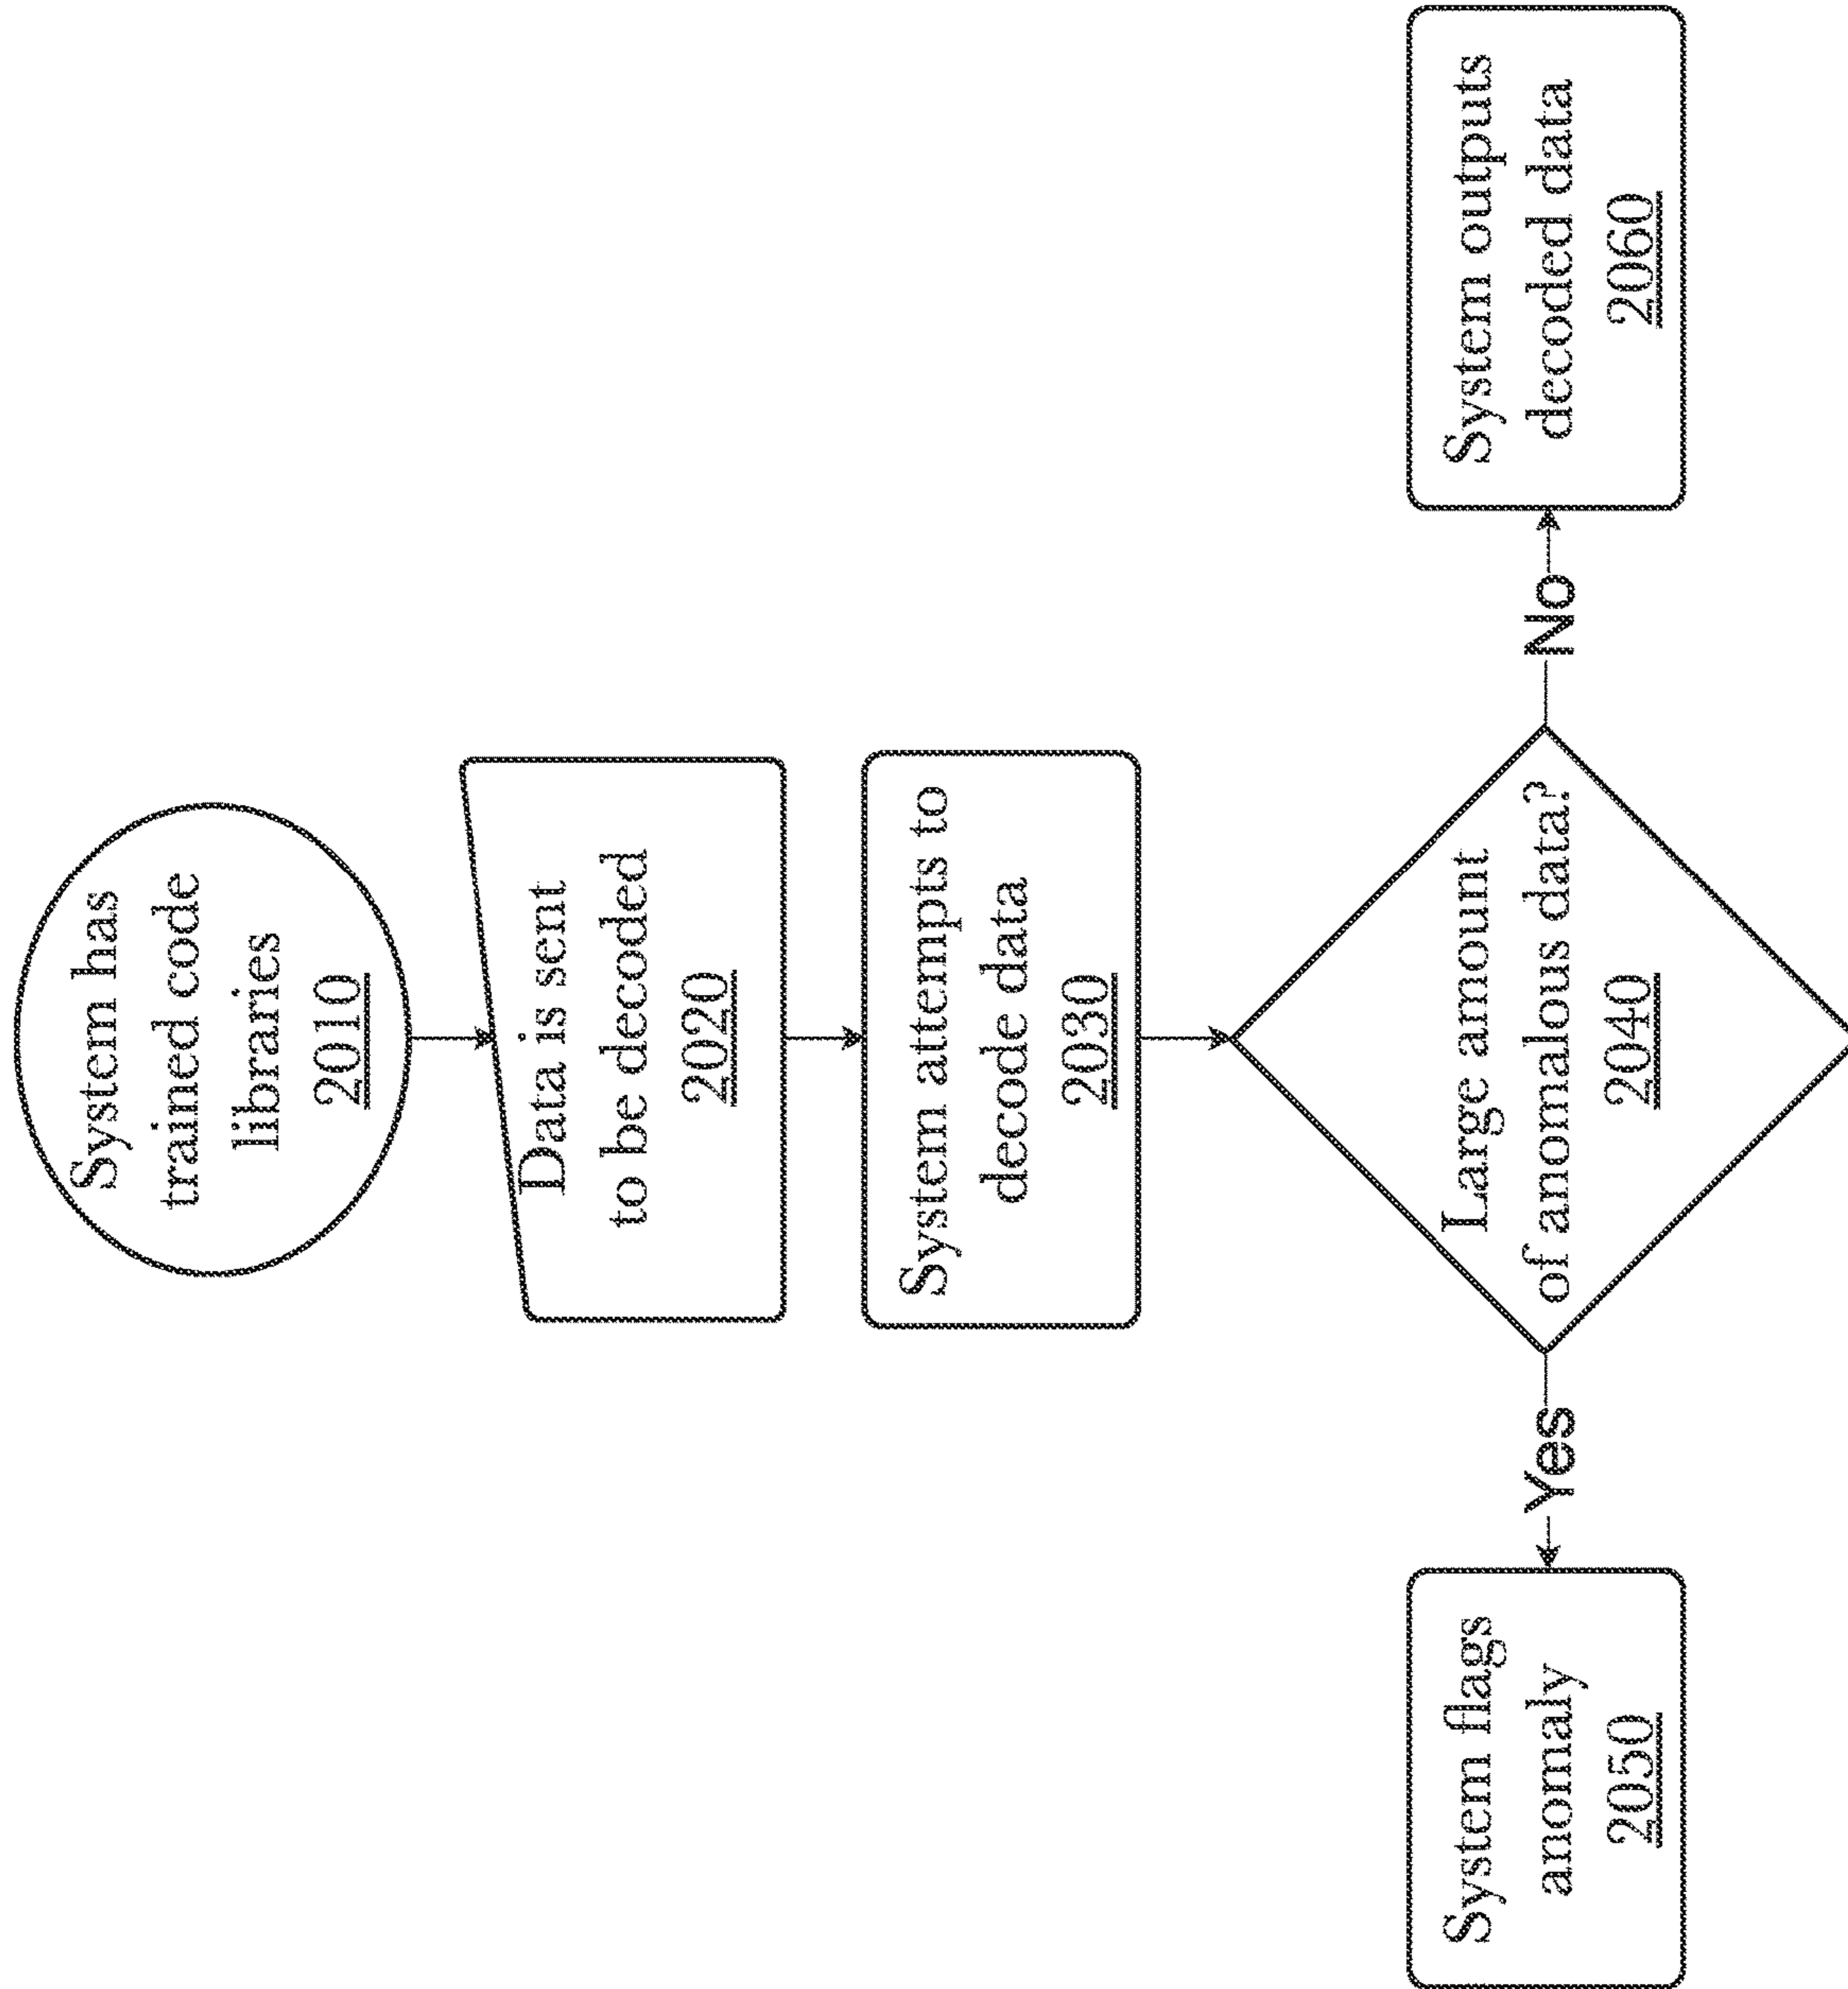 System has
trained code
libraries
2010
Data is sent
to be decoded
2020
System attempts to
decode data
2030
Large amount
of anomalous data?
2040
Yes
No
System flags
anomaly
2050
System outputs
decoded data
2060